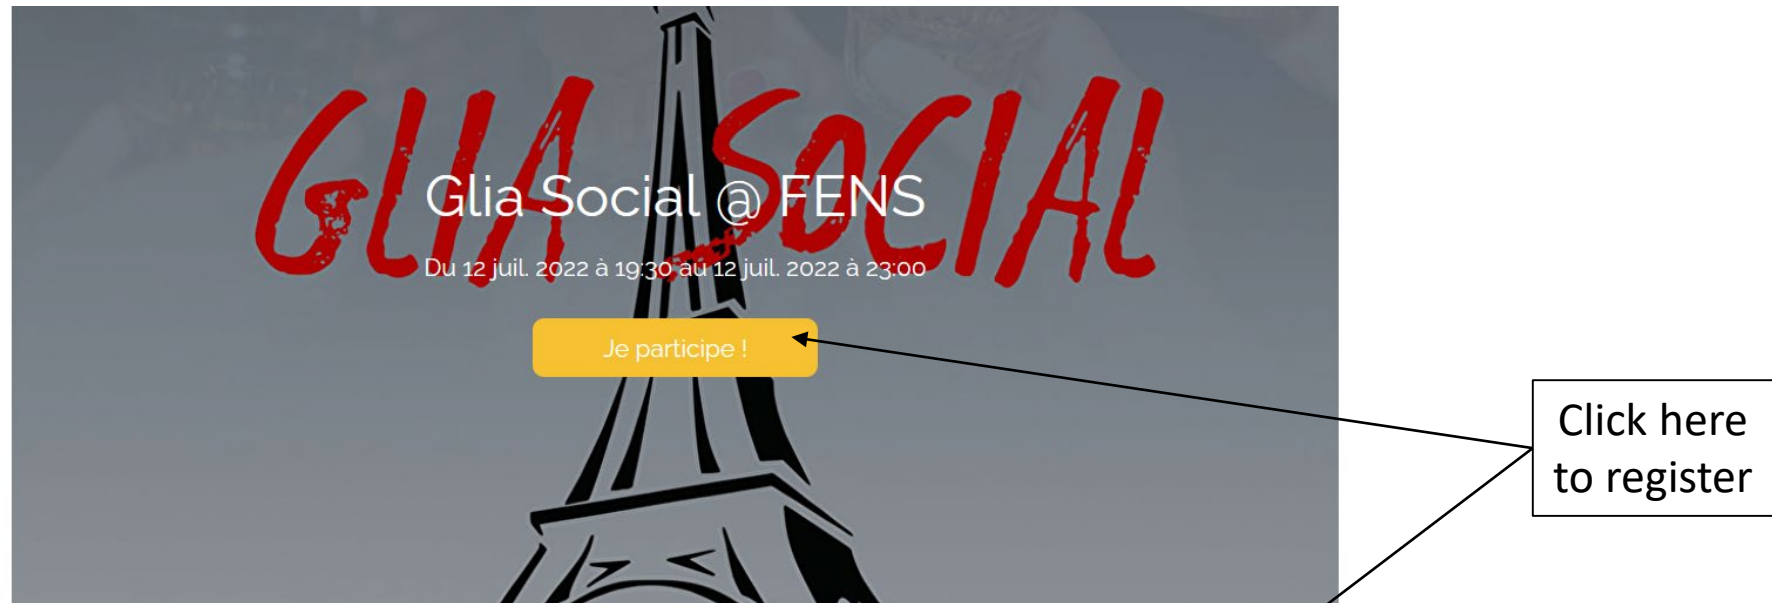 GLIA SOCIAL
Glia Social @ FENS
Du 12 juil. 2022 à 19:30 au 12 juil. 2022 à 23:00
Je participe !
Click here
to register